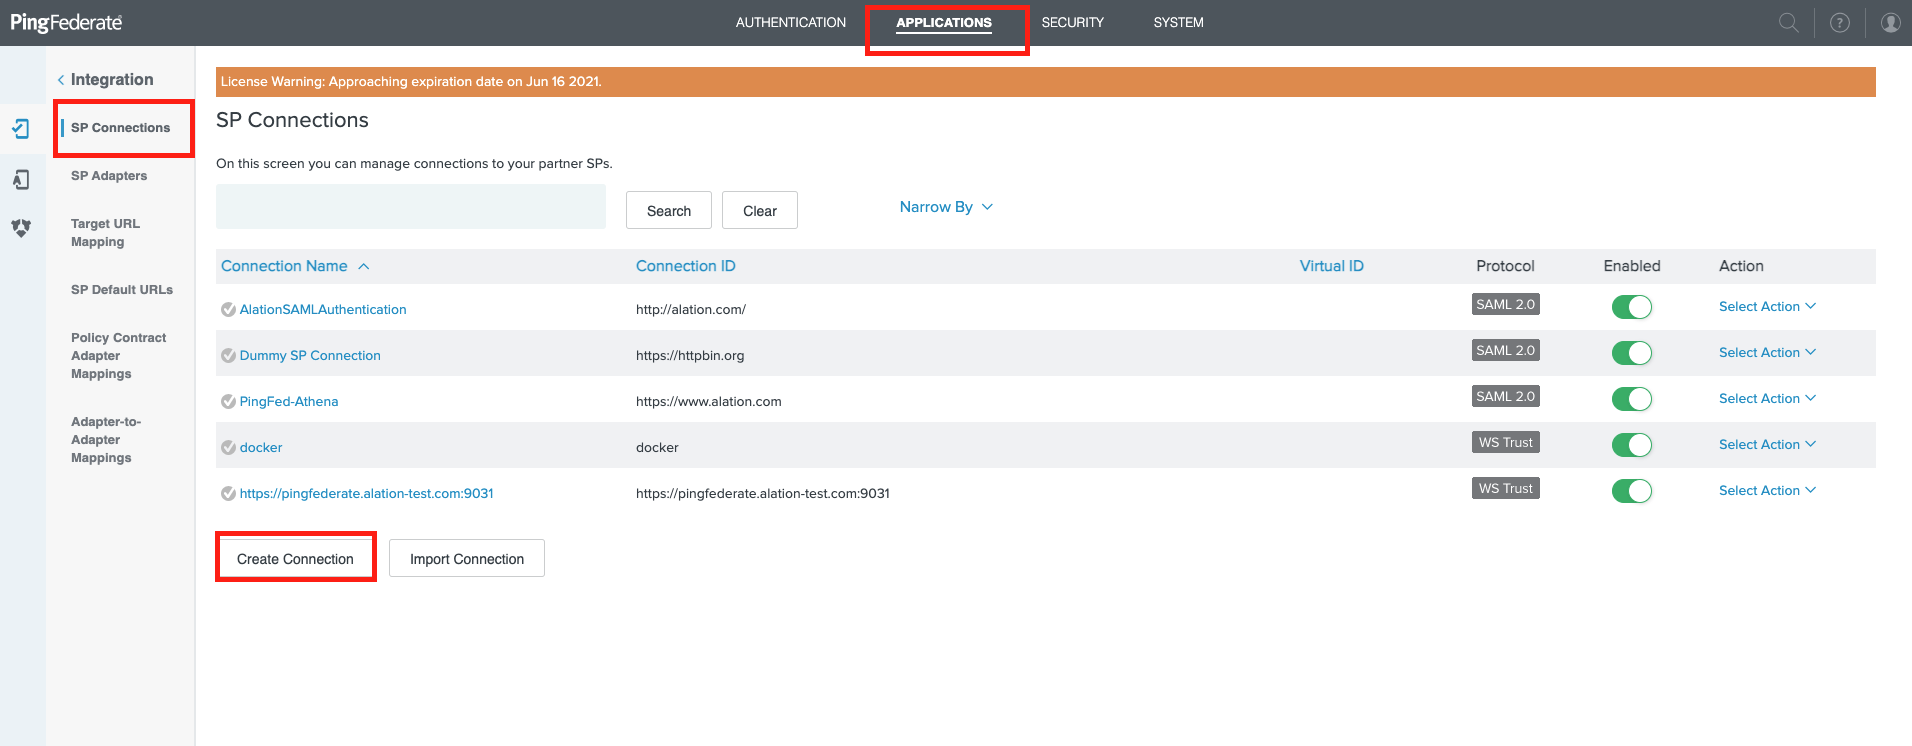 PingFederate
AUTHENTICATION APPLICATIONS SECURITY SYSTEM
?
Integration
SP Connections
SP Adapters
Target URL
Mapping
SP Default URLs
Policy Contract
Adapter
Mappings
Adapter-to-
Adapter
Mappings
License Warning: Approaching expiration date on Jun 16 2021.
SP Connections
On this screen you can manage connections to your partner SPs.
Search Clear Narrow By
Connection Name Connection ID Virtual ID Protocol Enabled Action
AlationSAMLAuthentication http://alation.com/ SAML 2.0 Select Action
Dummy SP Connection https://httpbin.org SAML 2.0 Select Action
PingFed-Athena https://www.alation.com SAML 2.0 Select Action
docker docker WS Trust Select Action
https://pingfederate.alation-test.com:9031 https://pingfederate.alation-test.com:9031 WS Trust Select Action
Create Connection Import Connection